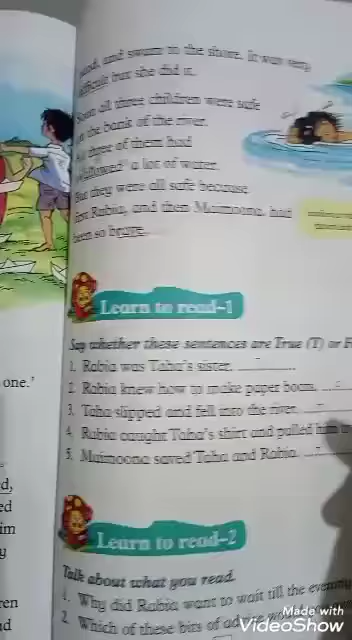 and swam to the shore. It was very
difficult but she did it.
Soon all three children were safe
the bank of the river.
three of them had
swallowed a lot of water.
But they were all safe because
first Rabia, and then Maimoona, had
been so brave.
Learn to read–1
Say whether these sentences are True (T) or F
1. Rabia was Taha's sister.
2. Rabia knew how to make paper boats.
3. Taha slipped and fell into the river.
4. Rabia caught Taha's shirt and pulled him
5. Maimoona saved Taha and Rabia.
Learn to read–2
Talk about what you read.
1. Why did Rabia want to wait till the evening
2. Which of these bits of advice
one.'
d,
ed
im
y
ren
d
Made with
VideoShow